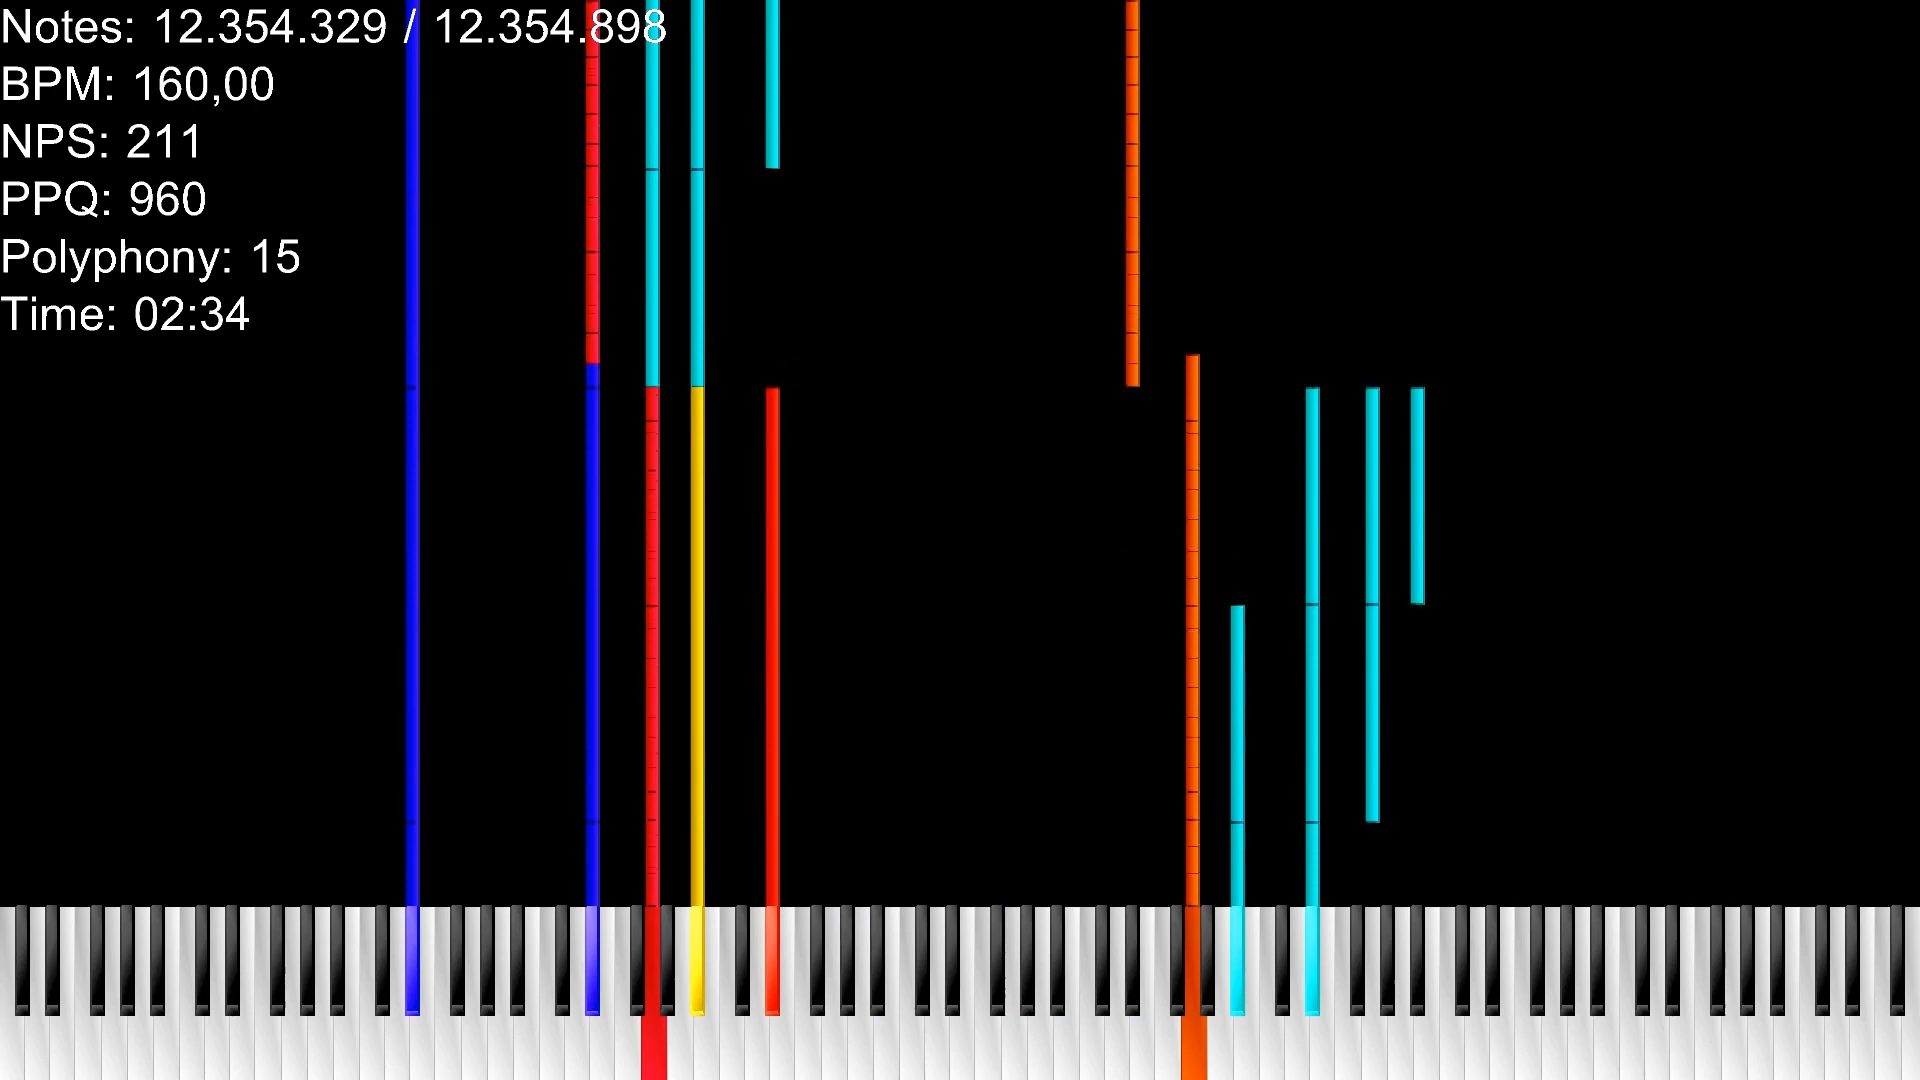 Notes: 12.354.329 / 12.354.898
BPM: 160,00
NPS: 211
PPQ: 960
Polyphony: 15
Time: 02:34